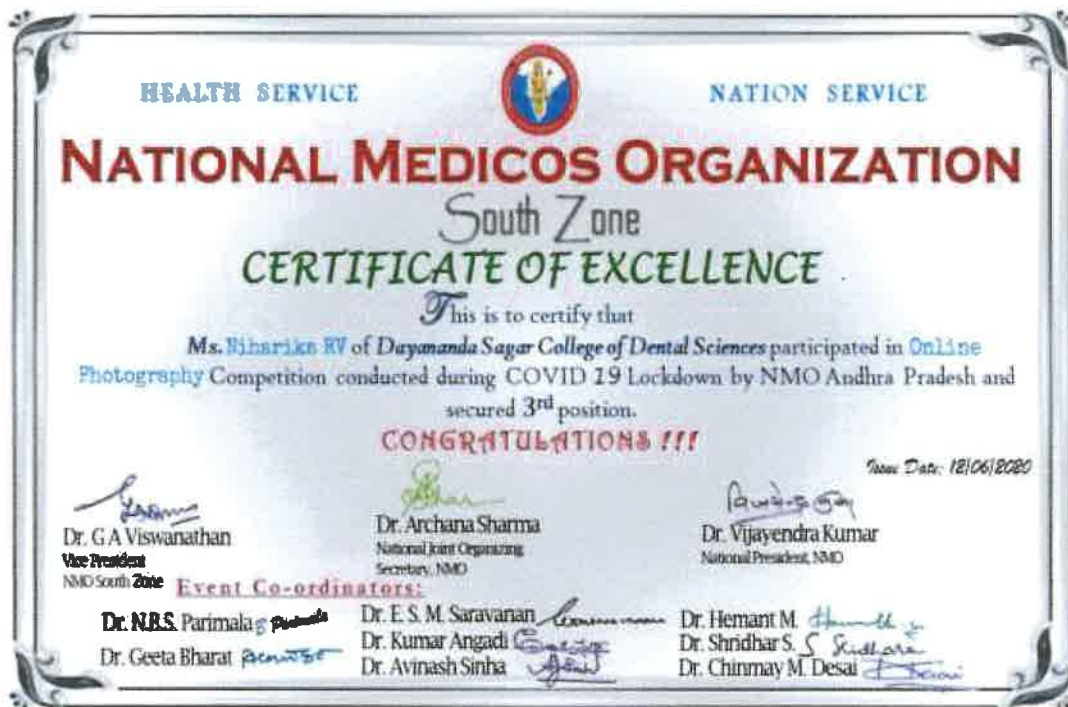 HEALTH SERVICE
NATION SERVICE
NATIONAL MEDICOS ORGANIZATION
South Zone
CERTIFICATE OF EXCELLENCE
This is to certify that
Ms. Niharika RV of Dayananda Sagar College of Dental Sciences participated in Online
Photography Competition conducted during COVID 19 Lockdown by NMO Andhra Pradesh and
secured 3rd position.
CONGRATULATIONS !!!
Issue Date: 12/06/2020
Dr. G A Viswanathan
Vice President
NMO South Zone
Dr. Archana Sharma
National Joint Organizing
Secretary, NMO
Dr. Vijayendra Kumar
National President, NMO
Event Co-ordinators:
Dr. N.B.S. Parimala
Dr. Geeta Bharat
Dr. E. S. M. Saravanan
Dr. Kumar Angadi
Dr. Avinash Sinha
Dr. Hemant M.
Dr. Shridhar S. S Shridhara
Dr. Chinmay M. Desai